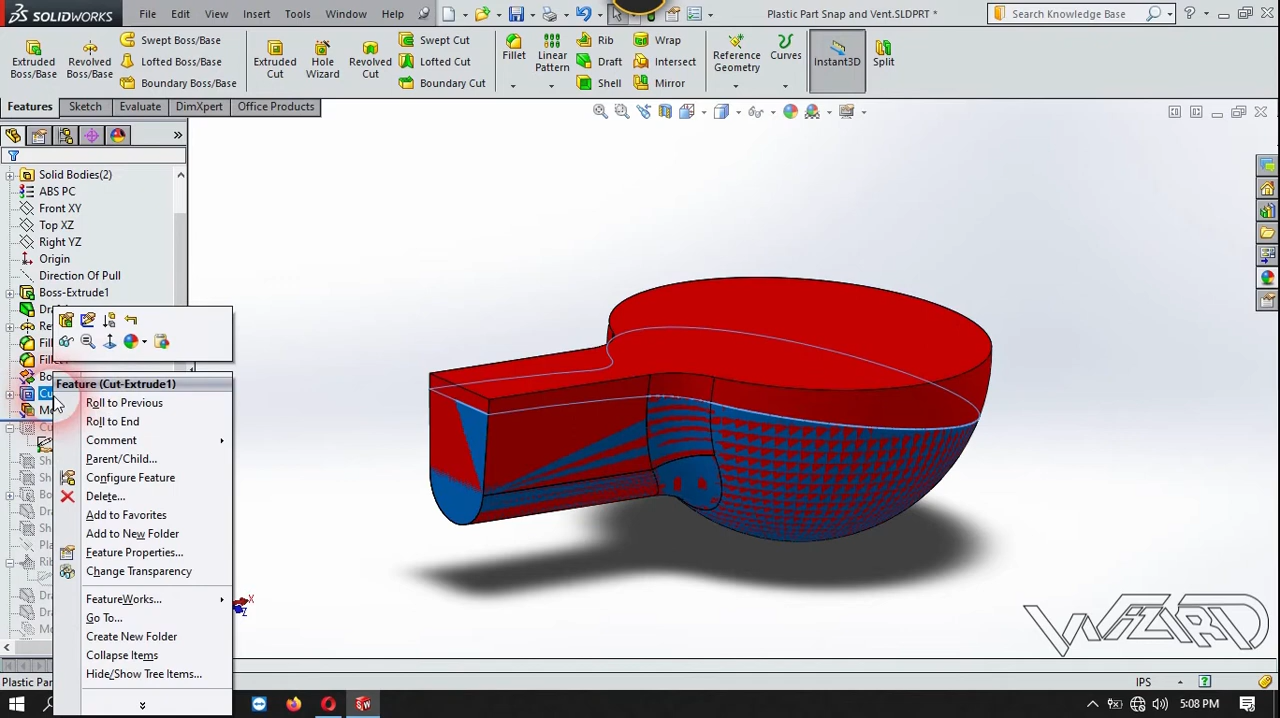 SOLIDWORKS File Edit View Insert Tools Window Help Plastic Part Snap and Vent.SLDPRT * Search Knowledge Base
Extruded Boss/Base
Revolved Boss/Base
Swept Boss/Base
Lofted Boss/Base
Boundary Boss/Base
Extruded Cut
Hole Wizard
Revolved Cut
Swept Cut
Lofted Cut
Boundary Cut
Fillet
Linear Pattern
Rib
Draft
Shell
Wrap
Intersect
Mirror
Reference Geometry
Curves
Instant3D
Split
Features Sketch Evaluate DimXpert Office Products
Solid Bodies(2)
ABS PC
Front XY
Top XZ
Right YZ
Origin
Direction Of Pull
Boss-Extrude1
Feature (Cut-Extrude1)
Roll to Previous
Roll to End
Comment
Parent/Child...
Configure Feature
Delete...
Add to Favorites
Add to New Folder
Feature Properties...
Change Transparency
FeatureWorks...
Go To...
Create New Folder
Collapse Items
Hide/Show Tree Items...
X
Z
WIZARD
Plastic Par
IPS
5:08 PM